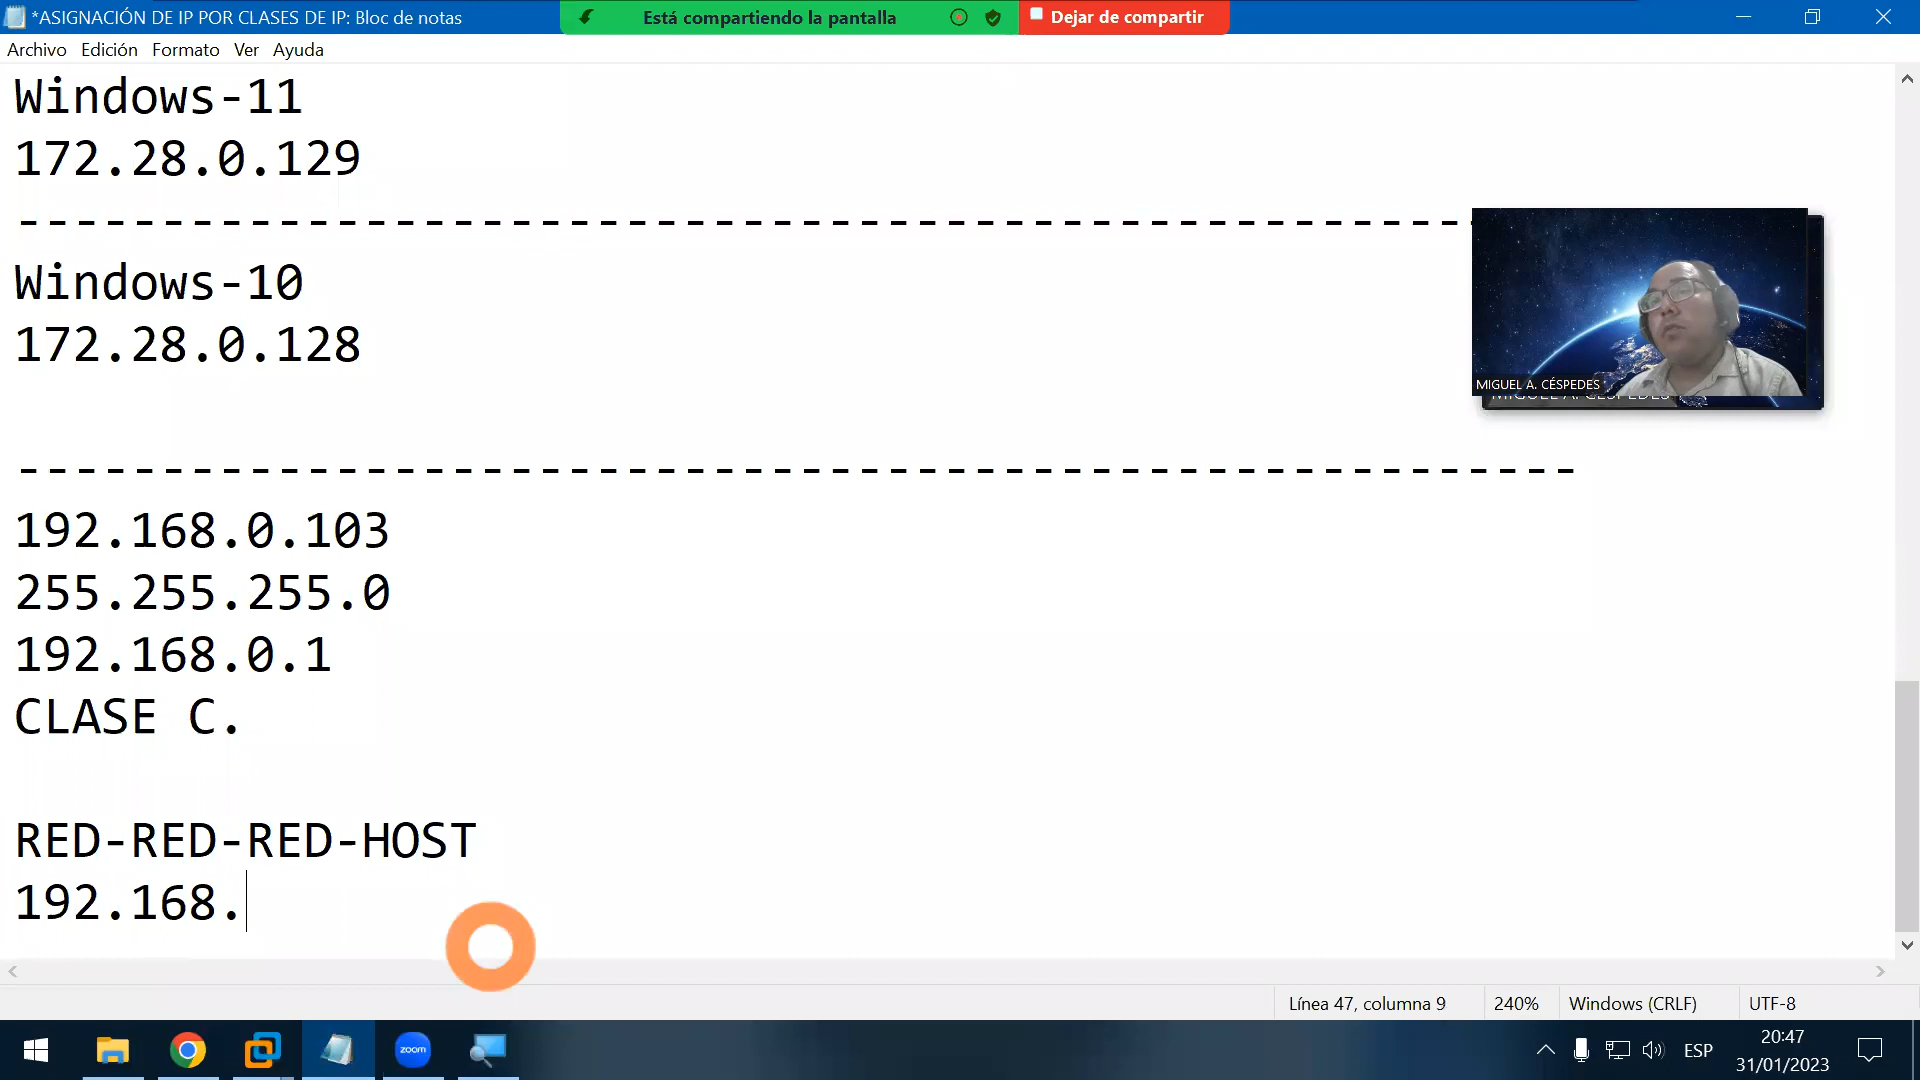 *ASIGNACIÓN DE IP POR CLASES DE IP: Bloc de notas
Está compartiendo la pantalla
Dejar de compartir
Archivo Edición Formato Ver Ayuda
Windows-11
172.28.0.129
------------------------------------------------------
Windows-10
172.28.0.128
MIGUEL A. CÉSPEDES
MIGUEL A. CÉSPEDES
------------------------------------------------------
192.168.0.103
255.255.255.0
192.168.0.1
CLASE C.
RED-RED-RED-HOST
192.168.
Línea 47, columna 9
240%
Windows (CRLF)
UTF-8
zoom
ESP
20:47
31/01/2023